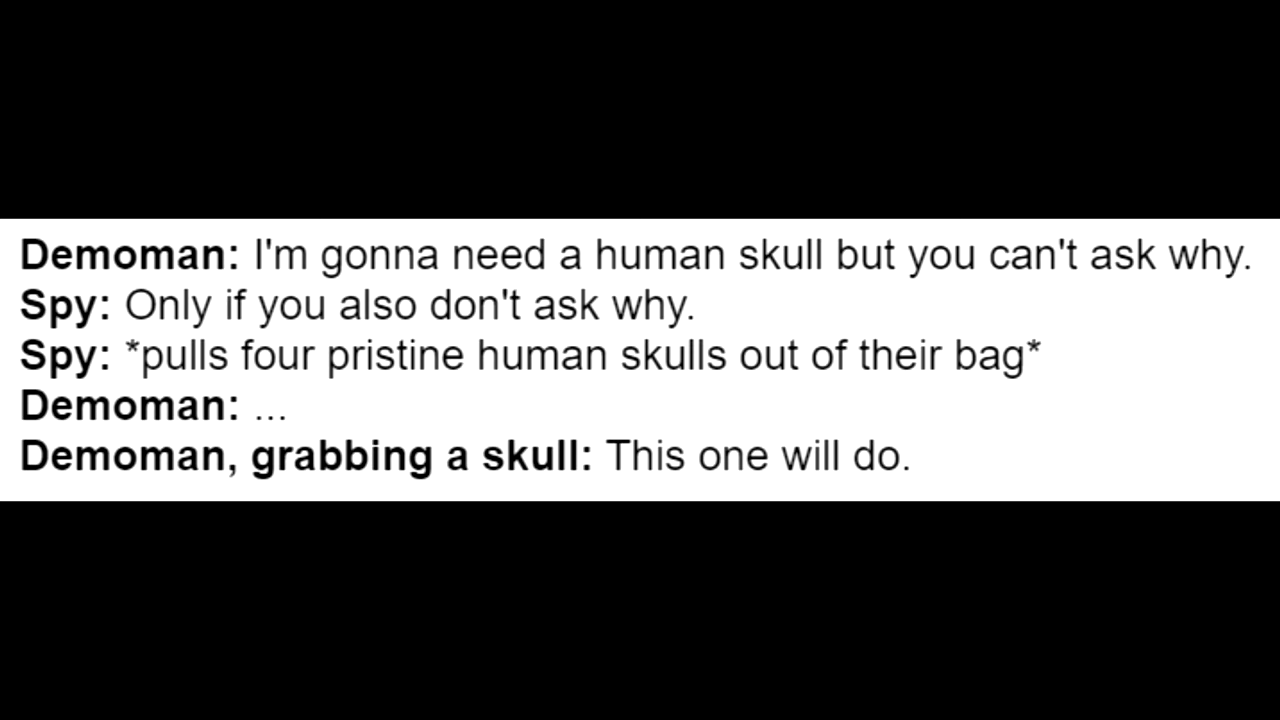 Demoman: I'm gonna need a human skull but you can't ask why.
Spy: Only if you also don't ask why.
Spy: *pulls four pristine human skulls out of their bag*
Demoman: ...
Demoman, grabbing a skull: This one will do.